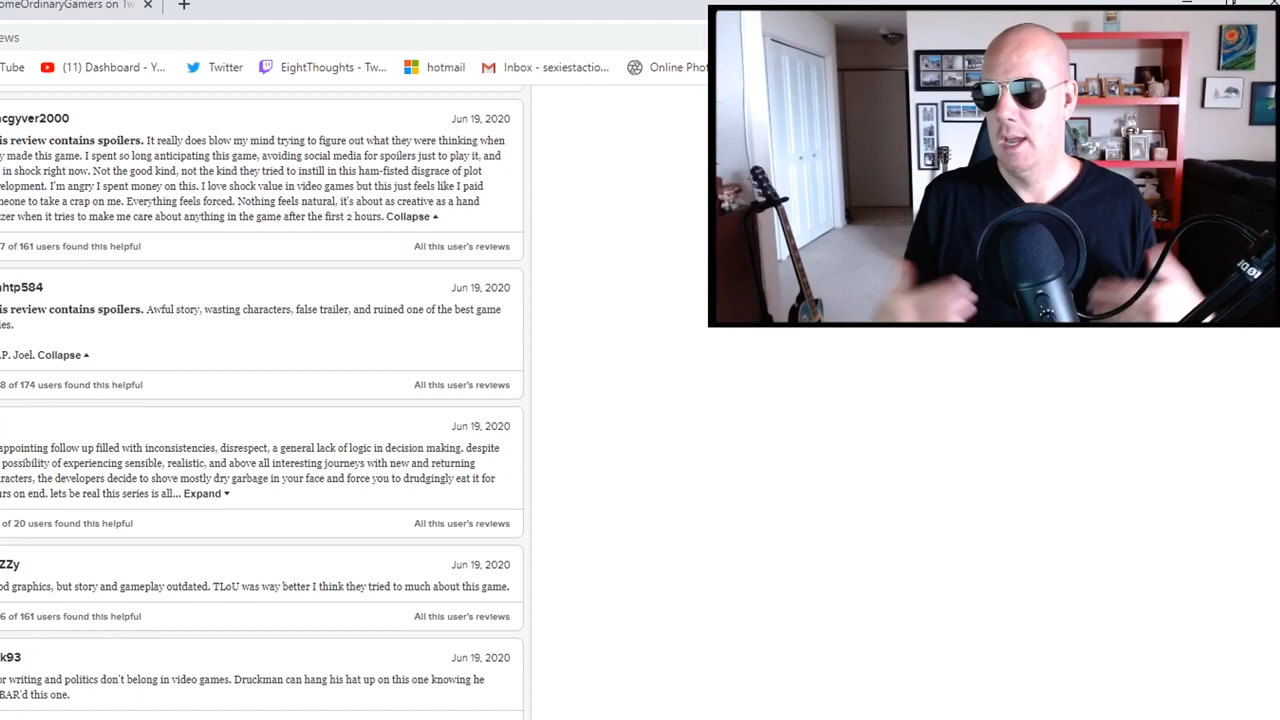 omeOrdinaryGamers on Tw
ews
Tube (11) Dashboard - Y... Twitter EightThoughts - Tw... hotmail Inbox - sexiestactio... Online Phot
acgyver2000 Jun 19, 2020
is review contains spoilers. It really does blow my mind trying to figure out what they were thinking when
y made this game. I spent so long anticipating this game, avoiding social media for spoilers just to play it, and
in shock right now. Not the good kind, not the kind they tried to instill in this ham-fisted disgrace of plot
elopment. I'm angry I spent money on this. I love shock value in video games but this just feels like I paid
neone to take a crap on me. Everything feels forced. Nothing feels natural, it's about as creative as a hand
zzer when it tries to make me care about anything in the game after the first 2 hours. Collapse
7 of 161 users found this helpful All this user's reviews
ahtp584 Jun 19, 2020
is review contains spoilers. Awful story, wasting characters, false trailer, and ruined one of the best game
ies.
.P. Joel. Collapse
8 of 174 users found this helpful All this user's reviews
Jun 19, 2020
appointing follow up filled with inconsistencies, disrespect, a general lack of logic in decision making. despite
possibility of experiencing sensible, realistic, and above all interesting journeys with new and returning
racters, the developers decide to shove mostly dry garbage in your face and force you to drudgingly eat it for
urs on end. lets be real this series is all... Expand
of 20 users found this helpful All this user's reviews
ZZy Jun 19, 2020
od graphics, but story and gameplay outdated. TLoU was way better I think they tried to much about this game.
6 of 161 users found this helpful All this user's reviews
k93 Jun 19, 2020
or writing and politics don't belong in video games. Druckman can hang his hat up on this one knowing he
BAR'd this one.